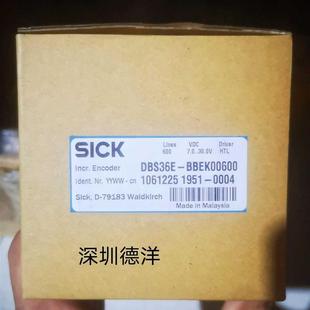 SICK
Lines VDC Driver
600 7.0..30.0V HTL
Incr. Encoder DBS36E-BBEK00600
Ident. Nr. YYWW - cn 1061225 1951-0004
Sick, D-79183 Waldkirch
Made in Malaysia
深圳德洋